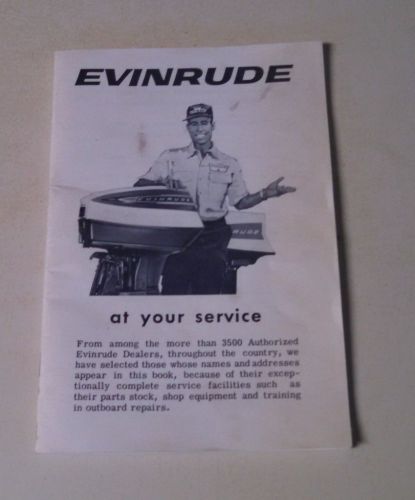 EVINRUDE
EVINRUDE
RUDE
at your service
From among the more than 3500 Authorized
Evinrude Dealers, throughout the country, we
have selected those whose names and addresses
appear in this book, because of their excep-
tionally complete service facilities such as
their parts stock, shop equipment and training
in outboard repairs.